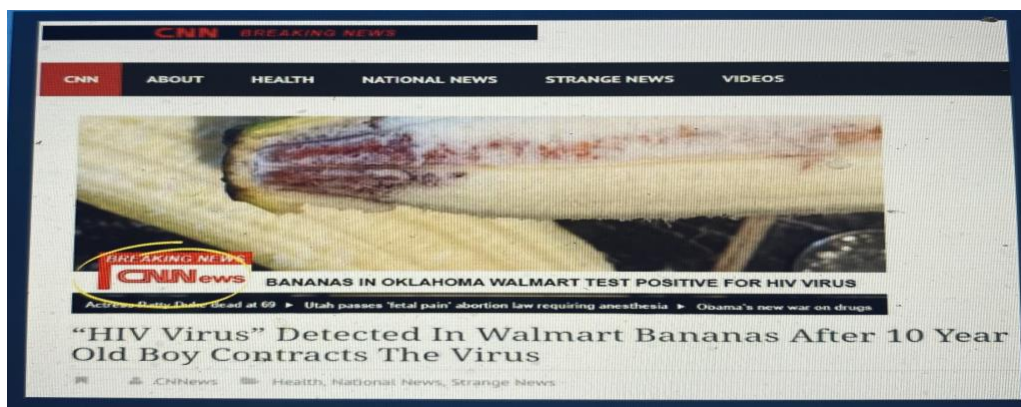 CNN BREAKING NEWS
CNN ABOUT HEALTH NATIONAL NEWS STRANGE NEWS VIDEOS
BREAKING NEWS
CNNews
BANANAS IN OKLAHOMA WALMART TEST POSITIVE FOR HIV VIRUS
Actress Patty Duke dead at 69 ► Utah passes 'fetal pain' abortion law requiring anesthesia ► Obama's new war on drugs
“HIV Virus” Detected In Walmart Bananas After 10 Year
Old Boy Contracts The Virus
CNNews Health, National News, Strange News